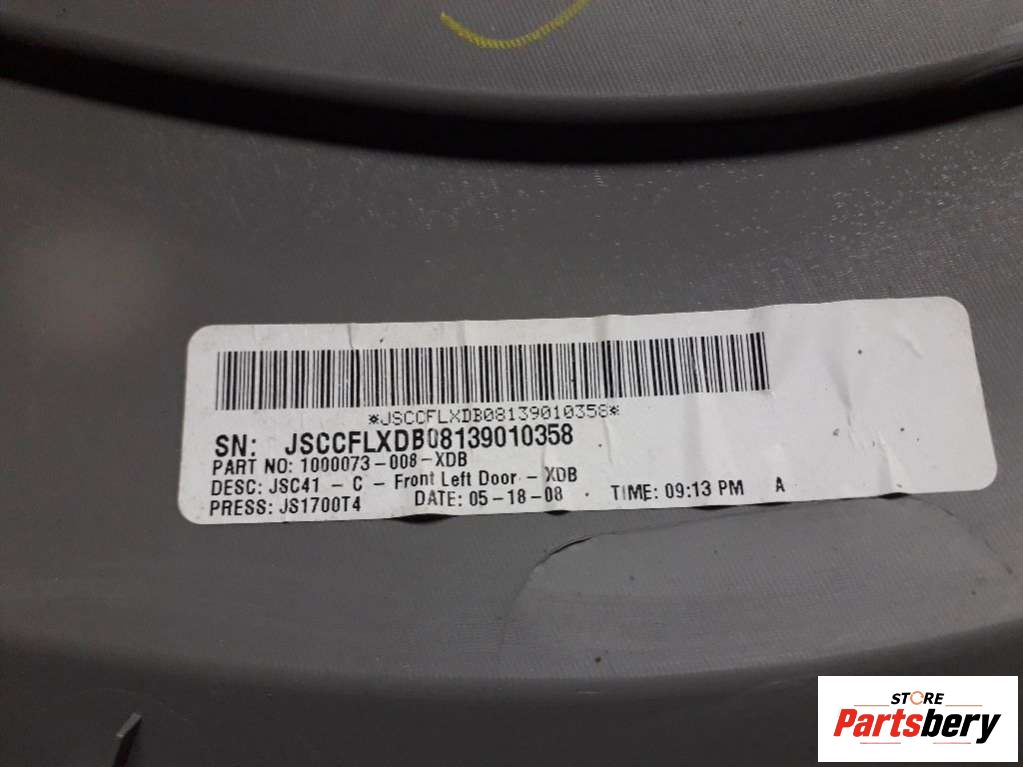 *JSCCFLXDB08139010358*
SN: JSCCFLXDB08139010358
PART NO: 1000073-008-XDB
DESC: JSC41 - C - Front Left Door - XDB
PRESS: JS1700T4 DATE: 05-18-08 TIME: 09:13 PM A
STORE
Partsbery